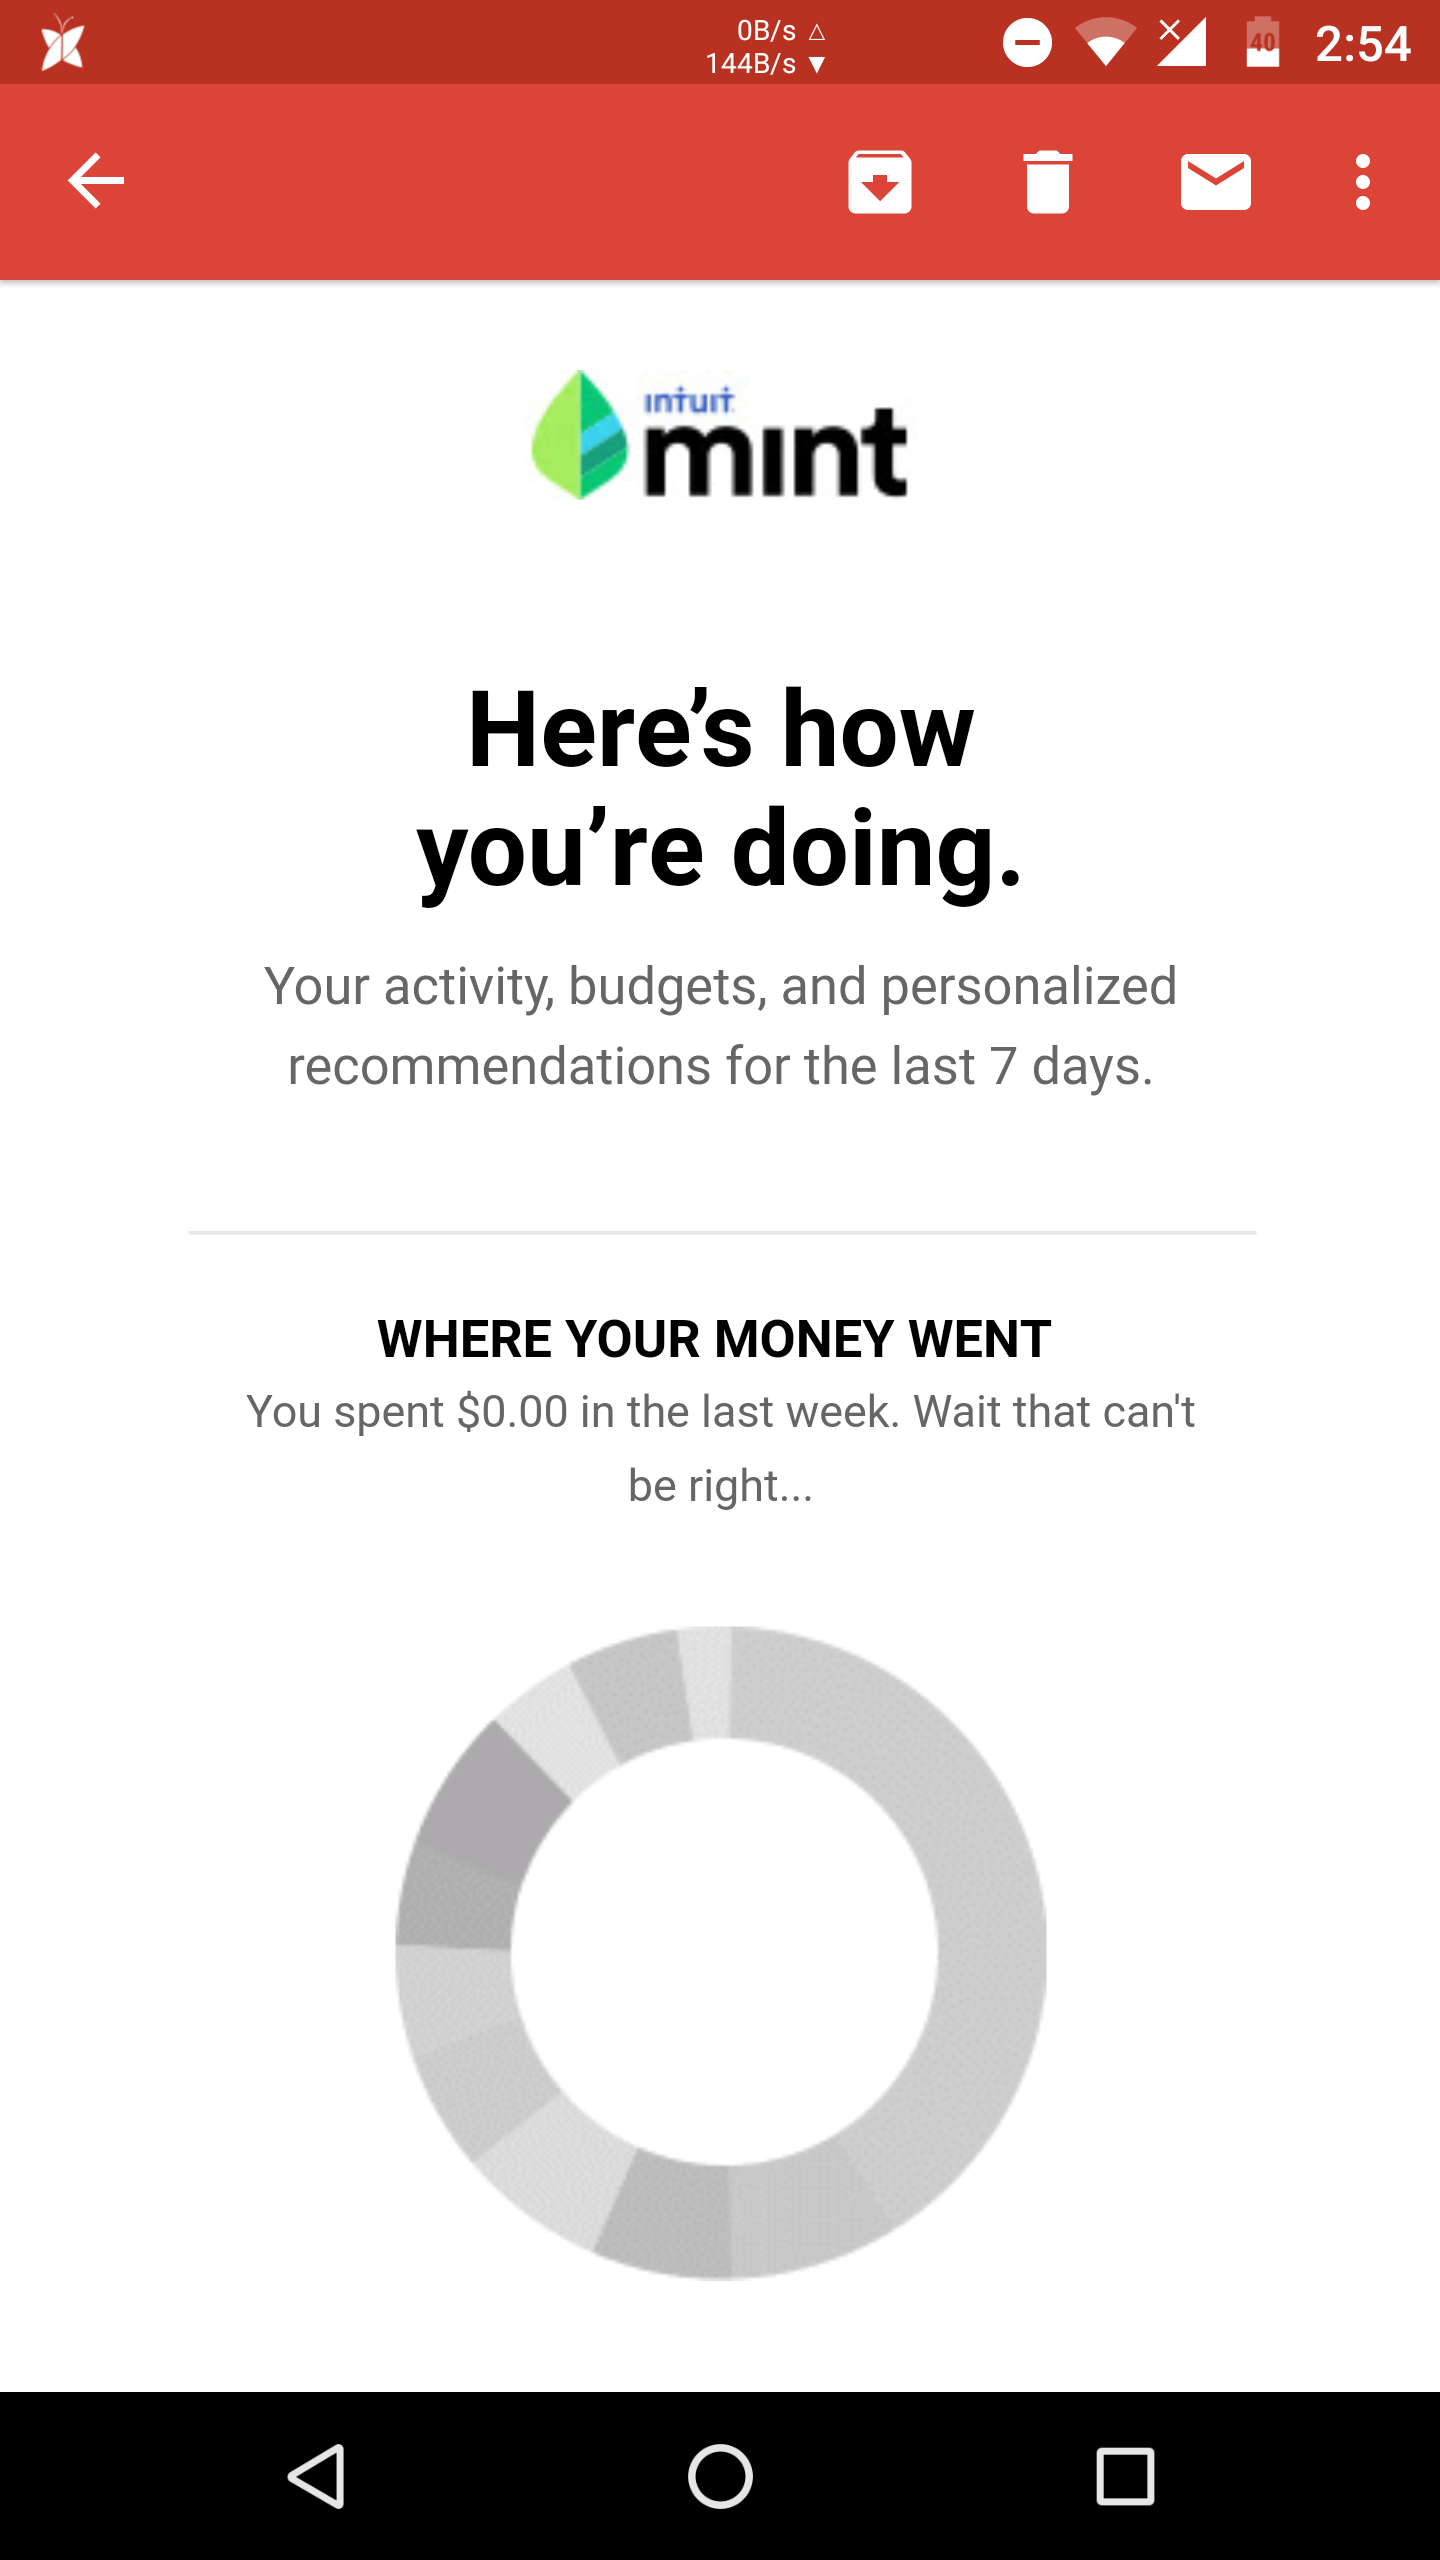 0B/s △
144B/s ▼
40
2:54
intuit
mint
Here’s how
you’re doing.
Your activity, budgets, and personalized
recommendations for the last 7 days.
WHERE YOUR MONEY WENT
You spent $0.00 in the last week. Wait that can't
be right...